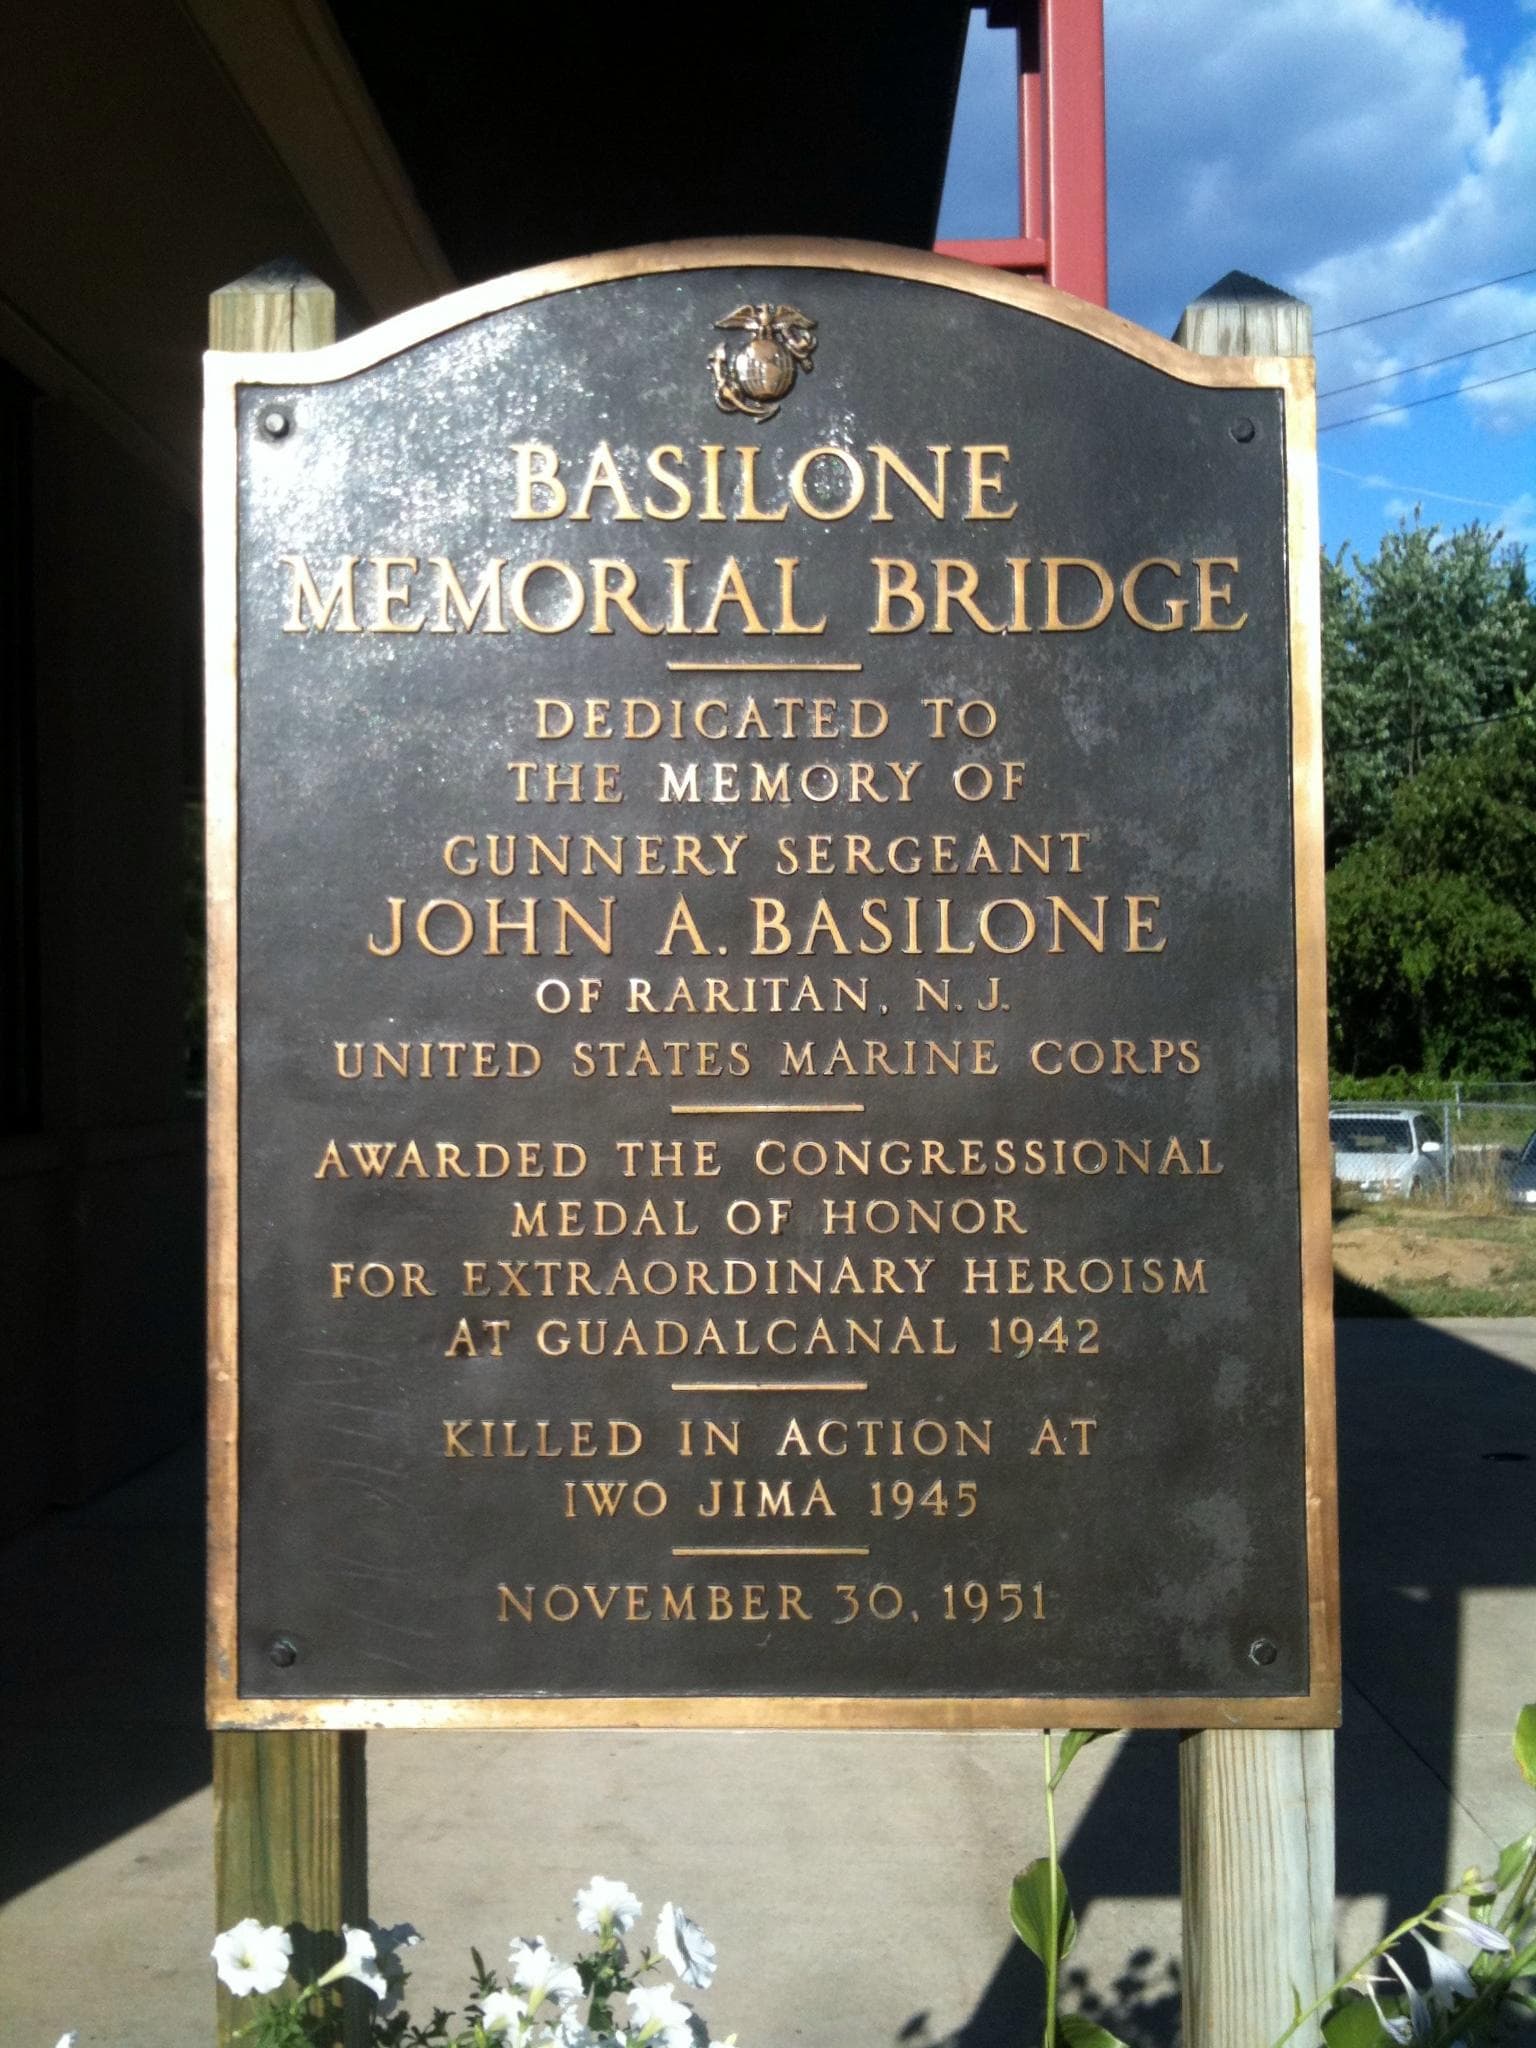 BASILONE
MEMORIAL BRIDGE
DEDICATED TO
THE MEMORY OF
GUNNERY SERGEANT
JOHN A. BASILONE
OF RARITAN, N.J.
UNITED STATES MARINE CORPS
AWARDED THE CONGRESSIONAL
MEDAL OF HONOR
FOR EXTRAORDINARY HEROISM
AT GUADALCANAL 1942
KILLED IN ACTION AT
IWO JIMA 1945
NOVEMBER 30, 1951